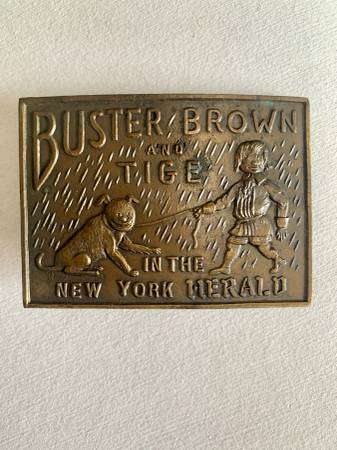 BUSTER BROWN
AND
TIGE
IN THE
NEW YORK HERALD